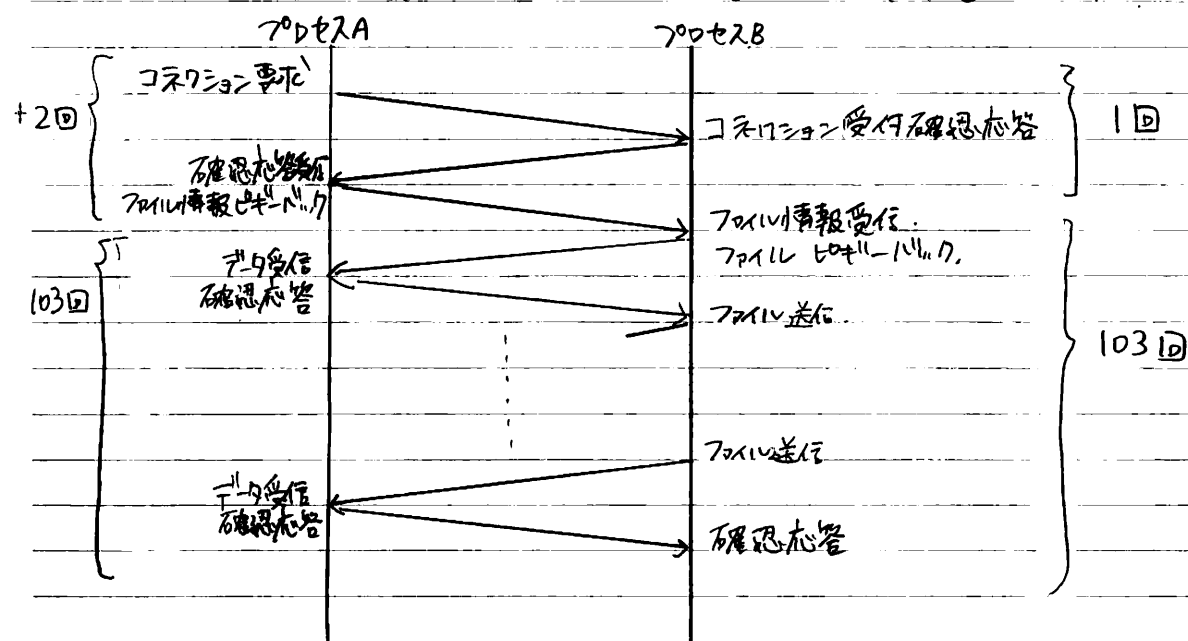 プロセスA
プロセスB
コネクション要求
+2回
コネクション受付確認応答
1回
確認応答受信
ファイル情報ピギーバック
ファイル情報受信.
ファイル ピギーバック.
データ受信
確認応答
103回
ファイル送信.
103回
ファイル送信
データ受信
確認応答
確認応答